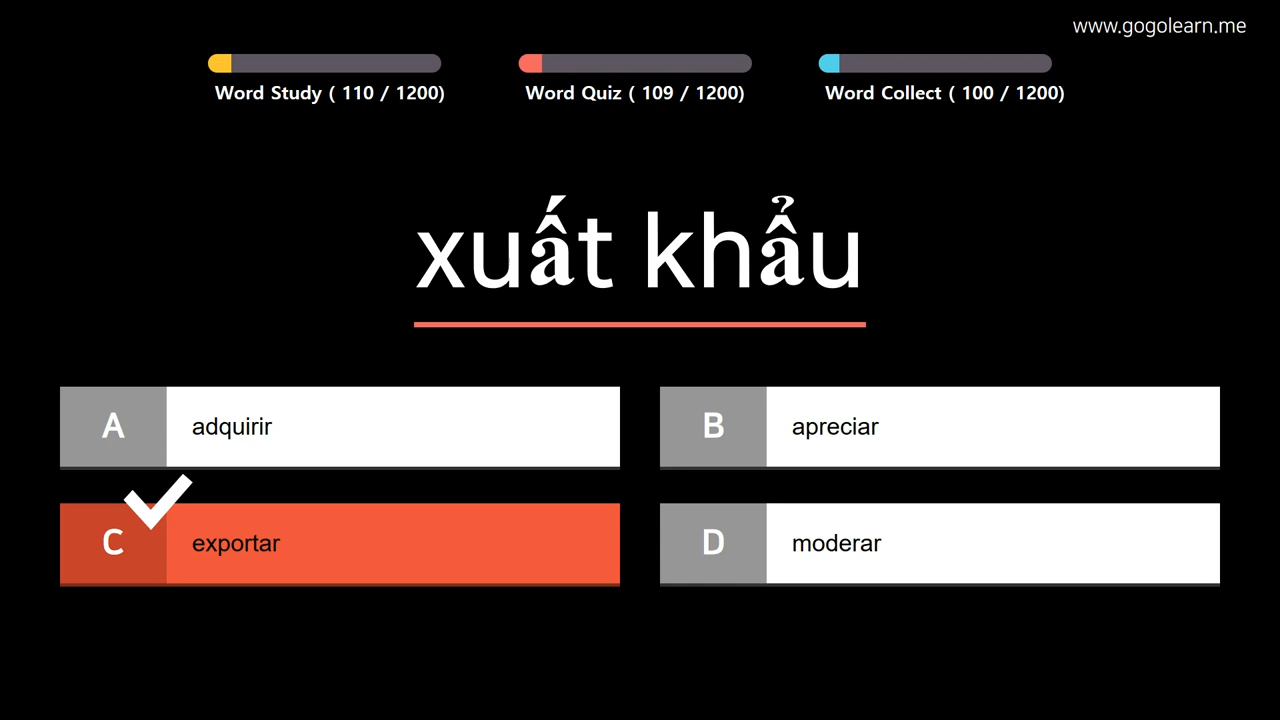 www.gogolearn.me
Word Study ( 110 / 1200)
Word Quiz ( 109 / 1200)
Word Collect ( 100 / 1200)
xuất khẩu
A adquirir
B apreciar
C exportar
D moderar